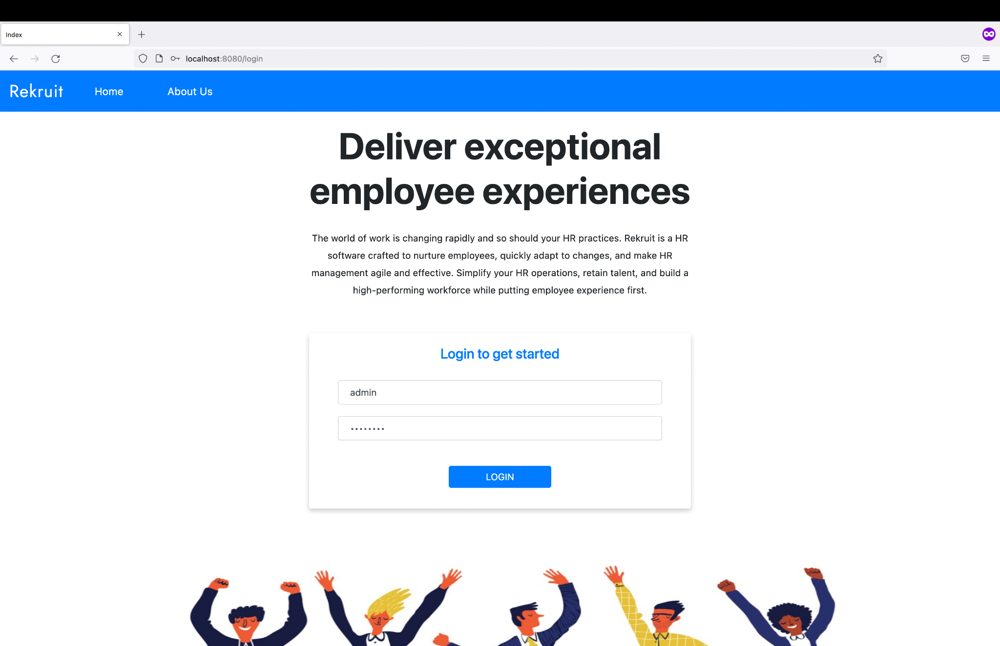 Index
localhost:8080/login
Rekruit Home About Us
Deliver exceptional
employee experiences
The world of work is changing rapidly and so should your HR practices. Rekruit is a HR
software crafted to nurture employees, quickly adapt to changes, and make HR
management agile and effective. Simplify your HR operations, retain talent, and build a
high-performing workforce while putting employee experience first.
Login to get started
admin
••••••••
LOGIN